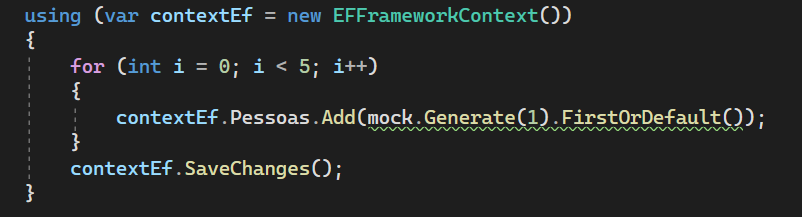 using (var contextEf = new EFFrameworkContext())
{
    for (int i = 0; i < 5; i++)
    {
        contextEf.Pessoas.Add(mock.Generate(1).FirstOrDefault());
    }
    contextEf.SaveChanges();
}